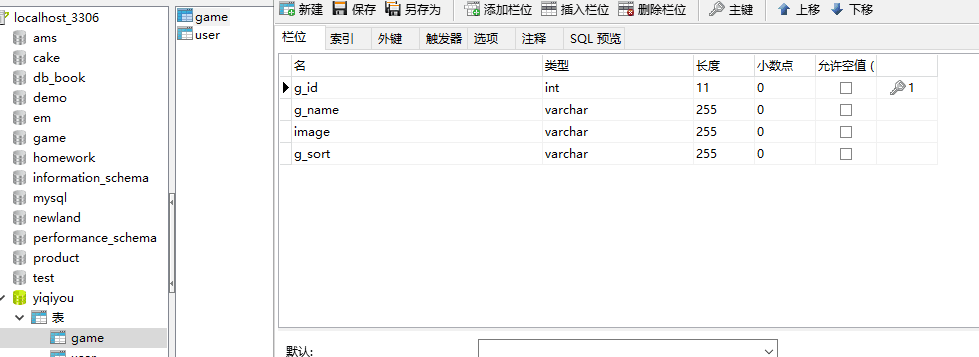 localhost_3306
ams
cake
db_book
demo
em
game
homework
information_schema
mysql
newland
performance_schema
product
test
yiqiyou
表
game
game
user
新建 保存 另存为 添加栏位 插入栏位 删除栏位 主键 上移 下移
栏位 索引 外键 触发器 选项 注释 SQL 预览
名 类型 长度 小数点 允许空值 (
g_id int 11 0 1
g_name varchar 255 0
image varchar 255 0
g_sort varchar 255 0
默认: